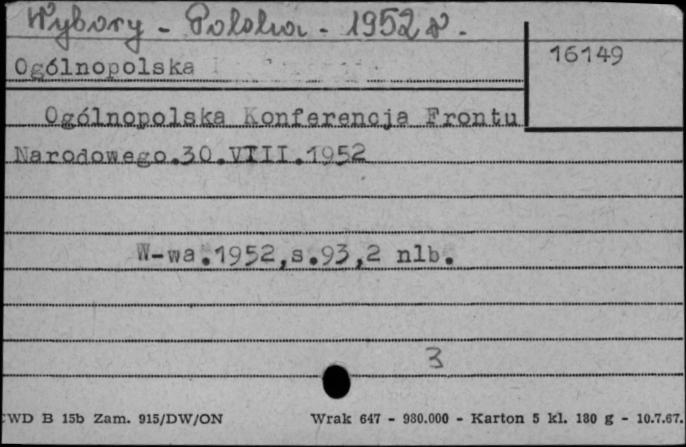 Wybory - Polska - 1952 r.
16149
Ogólnopolska
Ogólnopolska Konferencja Frontu
Narodowego.30.VIII.1952
W-wa.1952,s.93,2 nlb.
3
CWD B 15b Zam. 915/DW/ON Wrak 647 - 980.000 - Karton 5 kl. 180 g - 10.7.67.